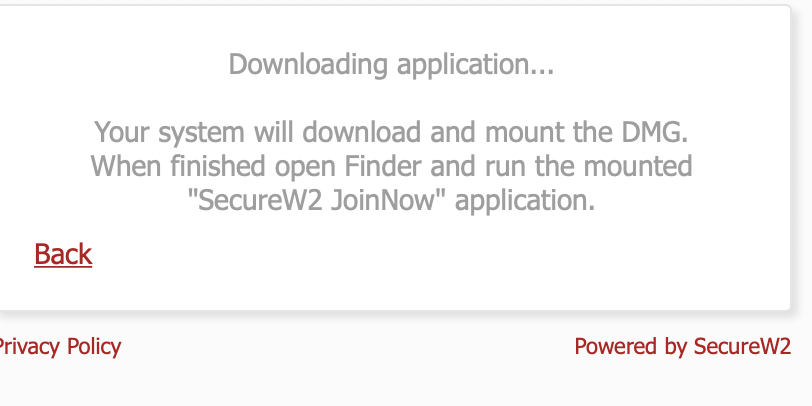 Downloading application...
Your system will download and mount the DMG.
When finished open Finder and run the mounted
"SecureW2 JoinNow" application.
Back
Privacy Policy
Powered by SecureW2